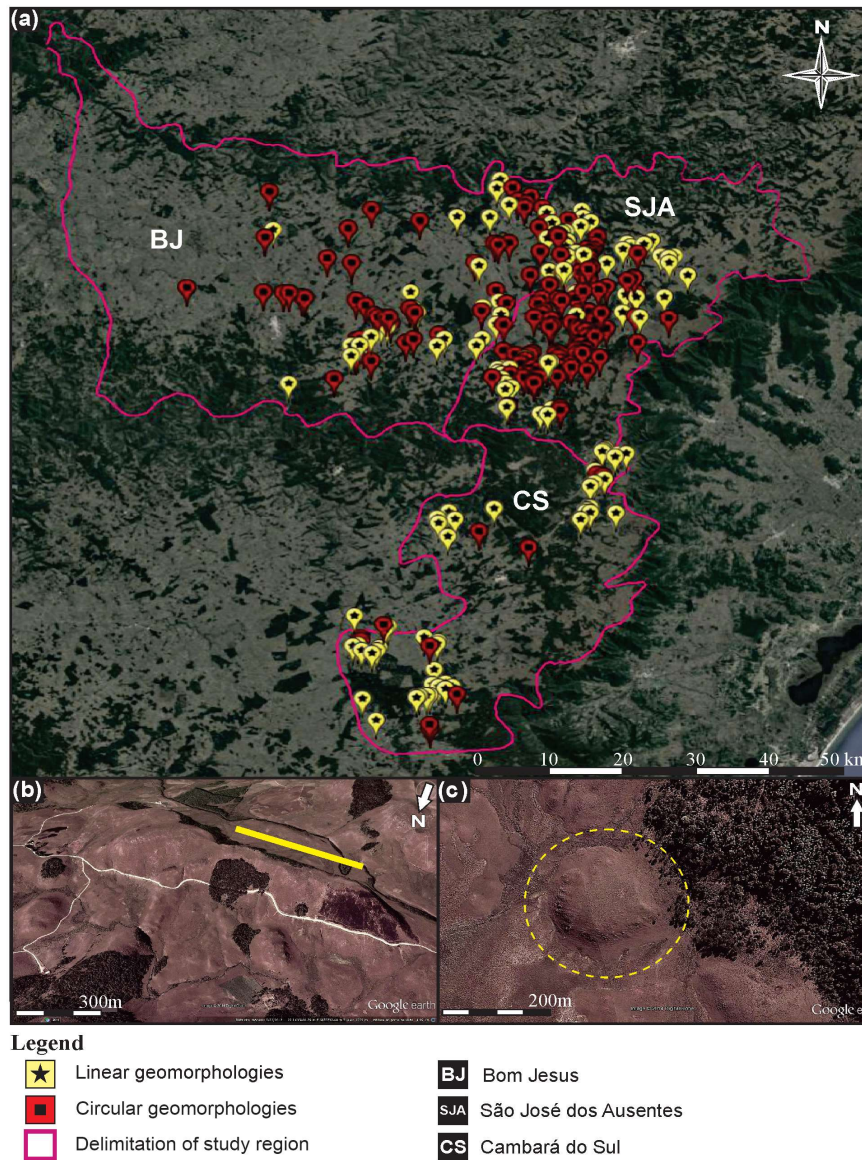 (a)
N
BJ
SJA
CS
0 10 20 30 40 50 km
(b)
N
300m
Google earth
(c)
N
200m
Google ea
Legend
Linear geomorphologies
Circular geomorphologies
Delimitation of study region
BJ Bom Jesus
SJA São José dos Ausentes
CS Cambará do Sul